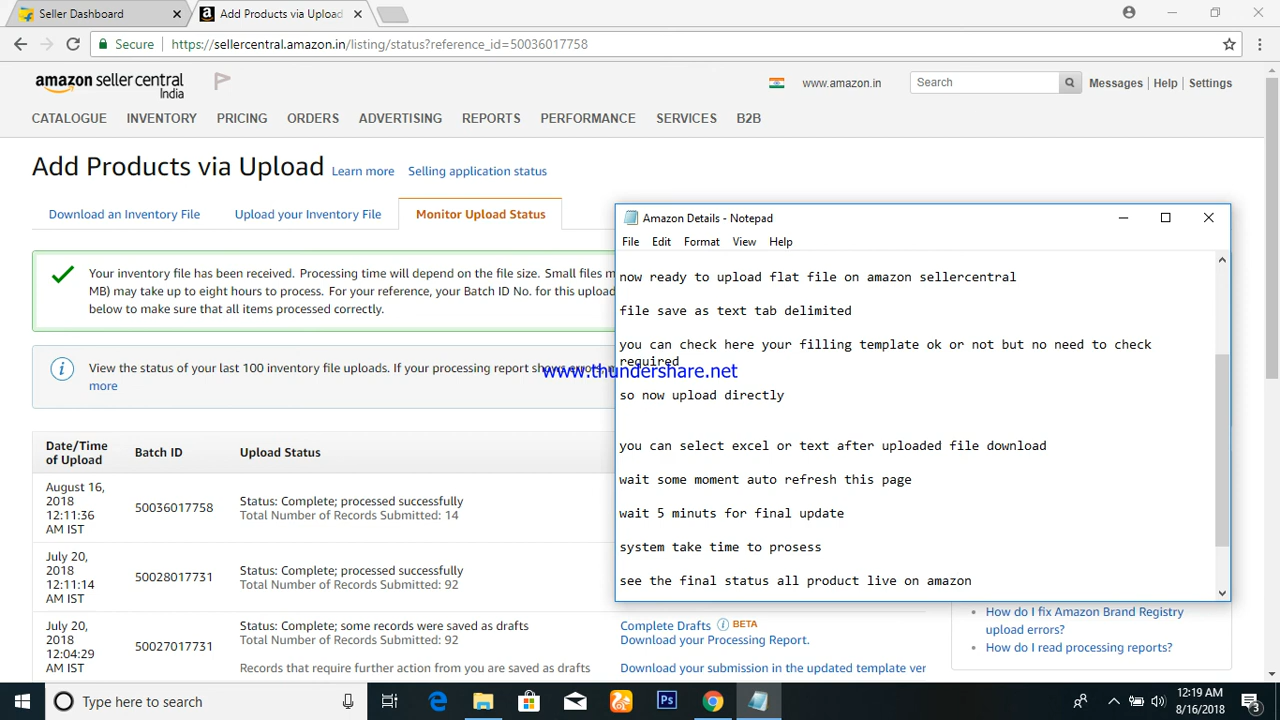 Seller Dashboard
Add Products via Upload
Secure https://sellercentral.amazon.in/listing/status?reference_id=50036017758
amazon seller central
India
www.amazon.in
Search
Messages | Help | Settings
CATALOGUE INVENTORY PRICING ORDERS ADVERTISING REPORTS PERFORMANCE SERVICES B2B
Add Products via Upload Learn more Selling application status
Download an Inventory File Upload your Inventory File Monitor Upload Status
Your inventory file has been received. Processing time will depend on the file size. Small files
MB) may take up to eight hours to process. For your reference, your Batch ID No. for this upload
below to make sure that all items processed correctly.
View the status of your last 100 inventory file uploads. If your processing report shows errors,
more
Date/Time
of Upload
Batch ID
Upload Status
August 16,
2018
12:11:36
AM IST
50036017758
Status: Complete; processed successfully
Total Number of Records Submitted: 14
July 20,
2018
12:11:14
AM IST
50028017731
Status: Complete; processed successfully
Total Number of Records Submitted: 92
July 20,
2018
12:04:29
AM IST
50027017731
Status: Complete; some records were saved as drafts
Total Number of Records Submitted: 92
Records that require further action from you are saved as drafts
Complete Drafts BETA
Download your Processing Report.
Download your submission in the updated template ver
How do I fix Amazon Brand Registry
upload errors?
How do I read processing reports?
Amazon Details - Notepad
File Edit Format View Help
now ready to upload flat file on amazon sellercentral
file save as text tab delimited
you can check here your filling template ok or not but no need to check
required
www.thundershare.net
so now upload directly
you can select excel or text after uploaded file download
wait some moment auto refresh this page
wait 5 minuts for final update
system take time to prosess
see the final status all product live on amazon
Type here to search
Ps
12:19 AM
8/16/2018
3